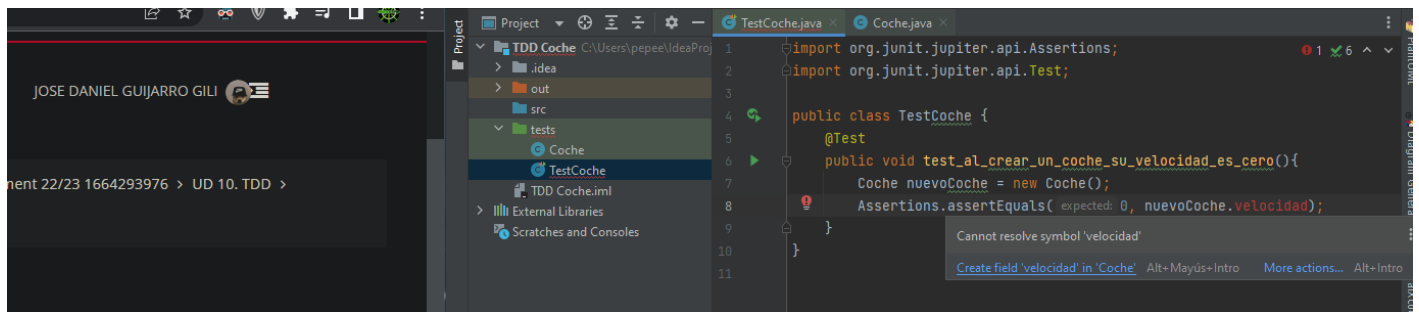 JOSE DANIEL GUIJARRO GILI
ment 22/23 1664293976 > UD 10. TDD >
Project
Project
TDD Coche C:\Users\pepee\IdeaProj
.idea
out
src
tests
Coche
TestCoche
TDD Coche.iml
External Libraries
Scratches and Consoles
TestCoche.java
Coche.java
1 import org.junit.jupiter.api.Assertions;
1 6
2 import org.junit.jupiter.api.Test;
3
4 public class TestCoche {
5 @Test
6 public void test_al_crear_un_coche_su_velocidad_es_cero(){
7 Coche nuevoCoche = new Coche();
8 Assertions.assertEquals( expected: 0, nuevoCoche.velocidad);
9 }
10 }
11
Cannot resolve symbol 'velocidad'
Create field 'velocidad' in 'Coche' Alt+Mayús+Intro More actions... Alt+Intro
PlantUML